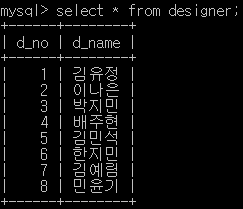 mysql> select * from designer;
+------+--------+
| d_no | d_name |
+------+--------+
| 1 | 김유정 |
| 2 | 이나은 |
| 3 | 박지민 |
| 4 | 배주현 |
| 5 | 김민석 |
| 6 | 한지민 |
| 7 | 김예림 |
| 8 | 민윤기 |
+------+--------+